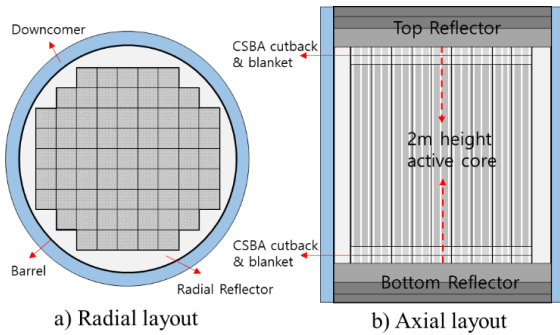 Downcomer
Barrel
Radial Reflector
a) Radial layout
Top Reflector
CSBA cutback
& blanket
2m height
active core
CSBA cutback
& blanket
Bottom Reflector
b) Axial layout